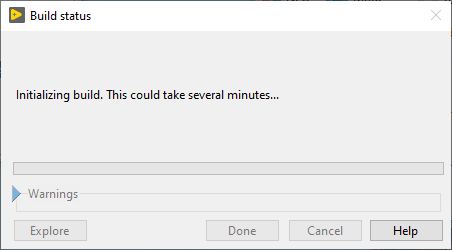 Build status
Initializing build. This could take several minutes...
Warnings
Explore
Done
Cancel
Help